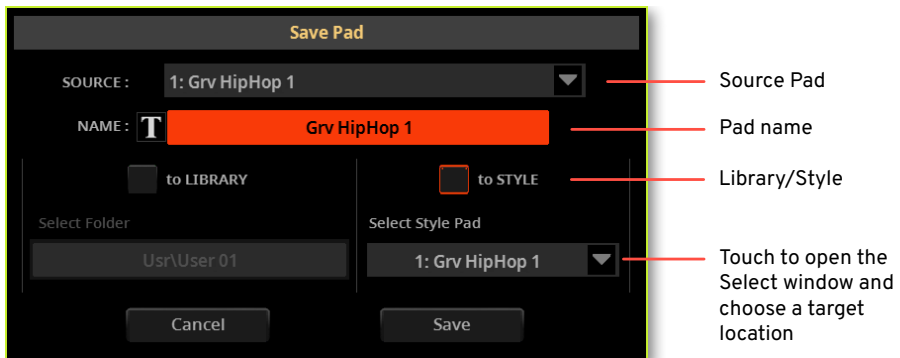 Save Pad
SOURCE : 1: Grv HipHop 1
Source Pad
NAME : T Grv HipHop 1
Pad name
to LIBRARY
to STYLE
Library/Style
Select Folder
Select Style Pad
Usr\User 01
1: Grv HipHop 1
Touch to open the
Select window and
choose a target
location
Cancel
Save